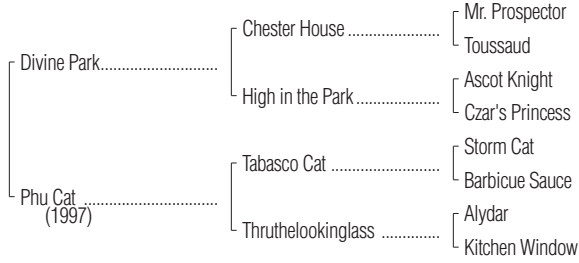 Mr. Prospector
Chester House
Toussaud
Divine Park
Ascot Knight
High in the Park
Czar's Princess
Storm Cat
Tabasco Cat
Barbicue Sauce
Phu Cat
(1997)
Alydar
Thruthelookinglass
Kitchen Window